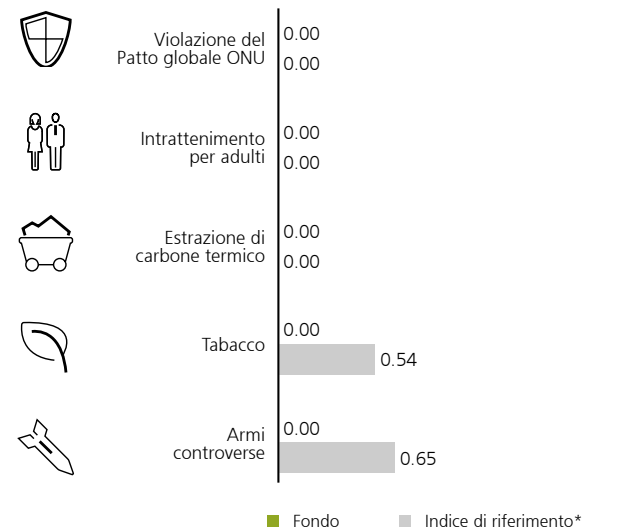 Violazione del
Patto globale ONU
0.00
0.00
Intrattenimento
per adulti
0.00
0.00
Estrazione di
carbone termico
0.00
0.00
Tabacco
0.00
0.54
Armi
controverse
0.00
0.65
Fondo
Indice di riferimento*